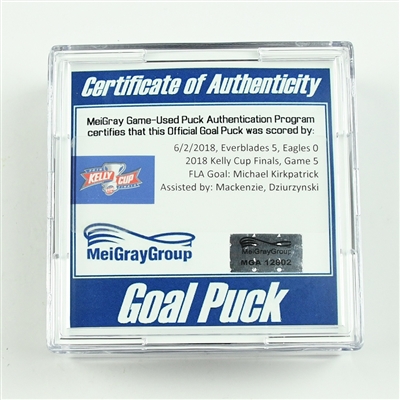 Certificate of Authenticity
MeiGray Game-Used Puck Authentication Program
certifies that this Official Goal Puck was scored by:
6/2/2018, Everblades 5, Eagles 0
2018 Kelly Cup Finals, Game 5
FLA Goal: Michael Kirkpatrick
Assisted by: Mackenzie, Dziurzynski
KELLY CUP
MeiGrayGroup
MeiGrayGroup
MGA 12802
Goal Puck